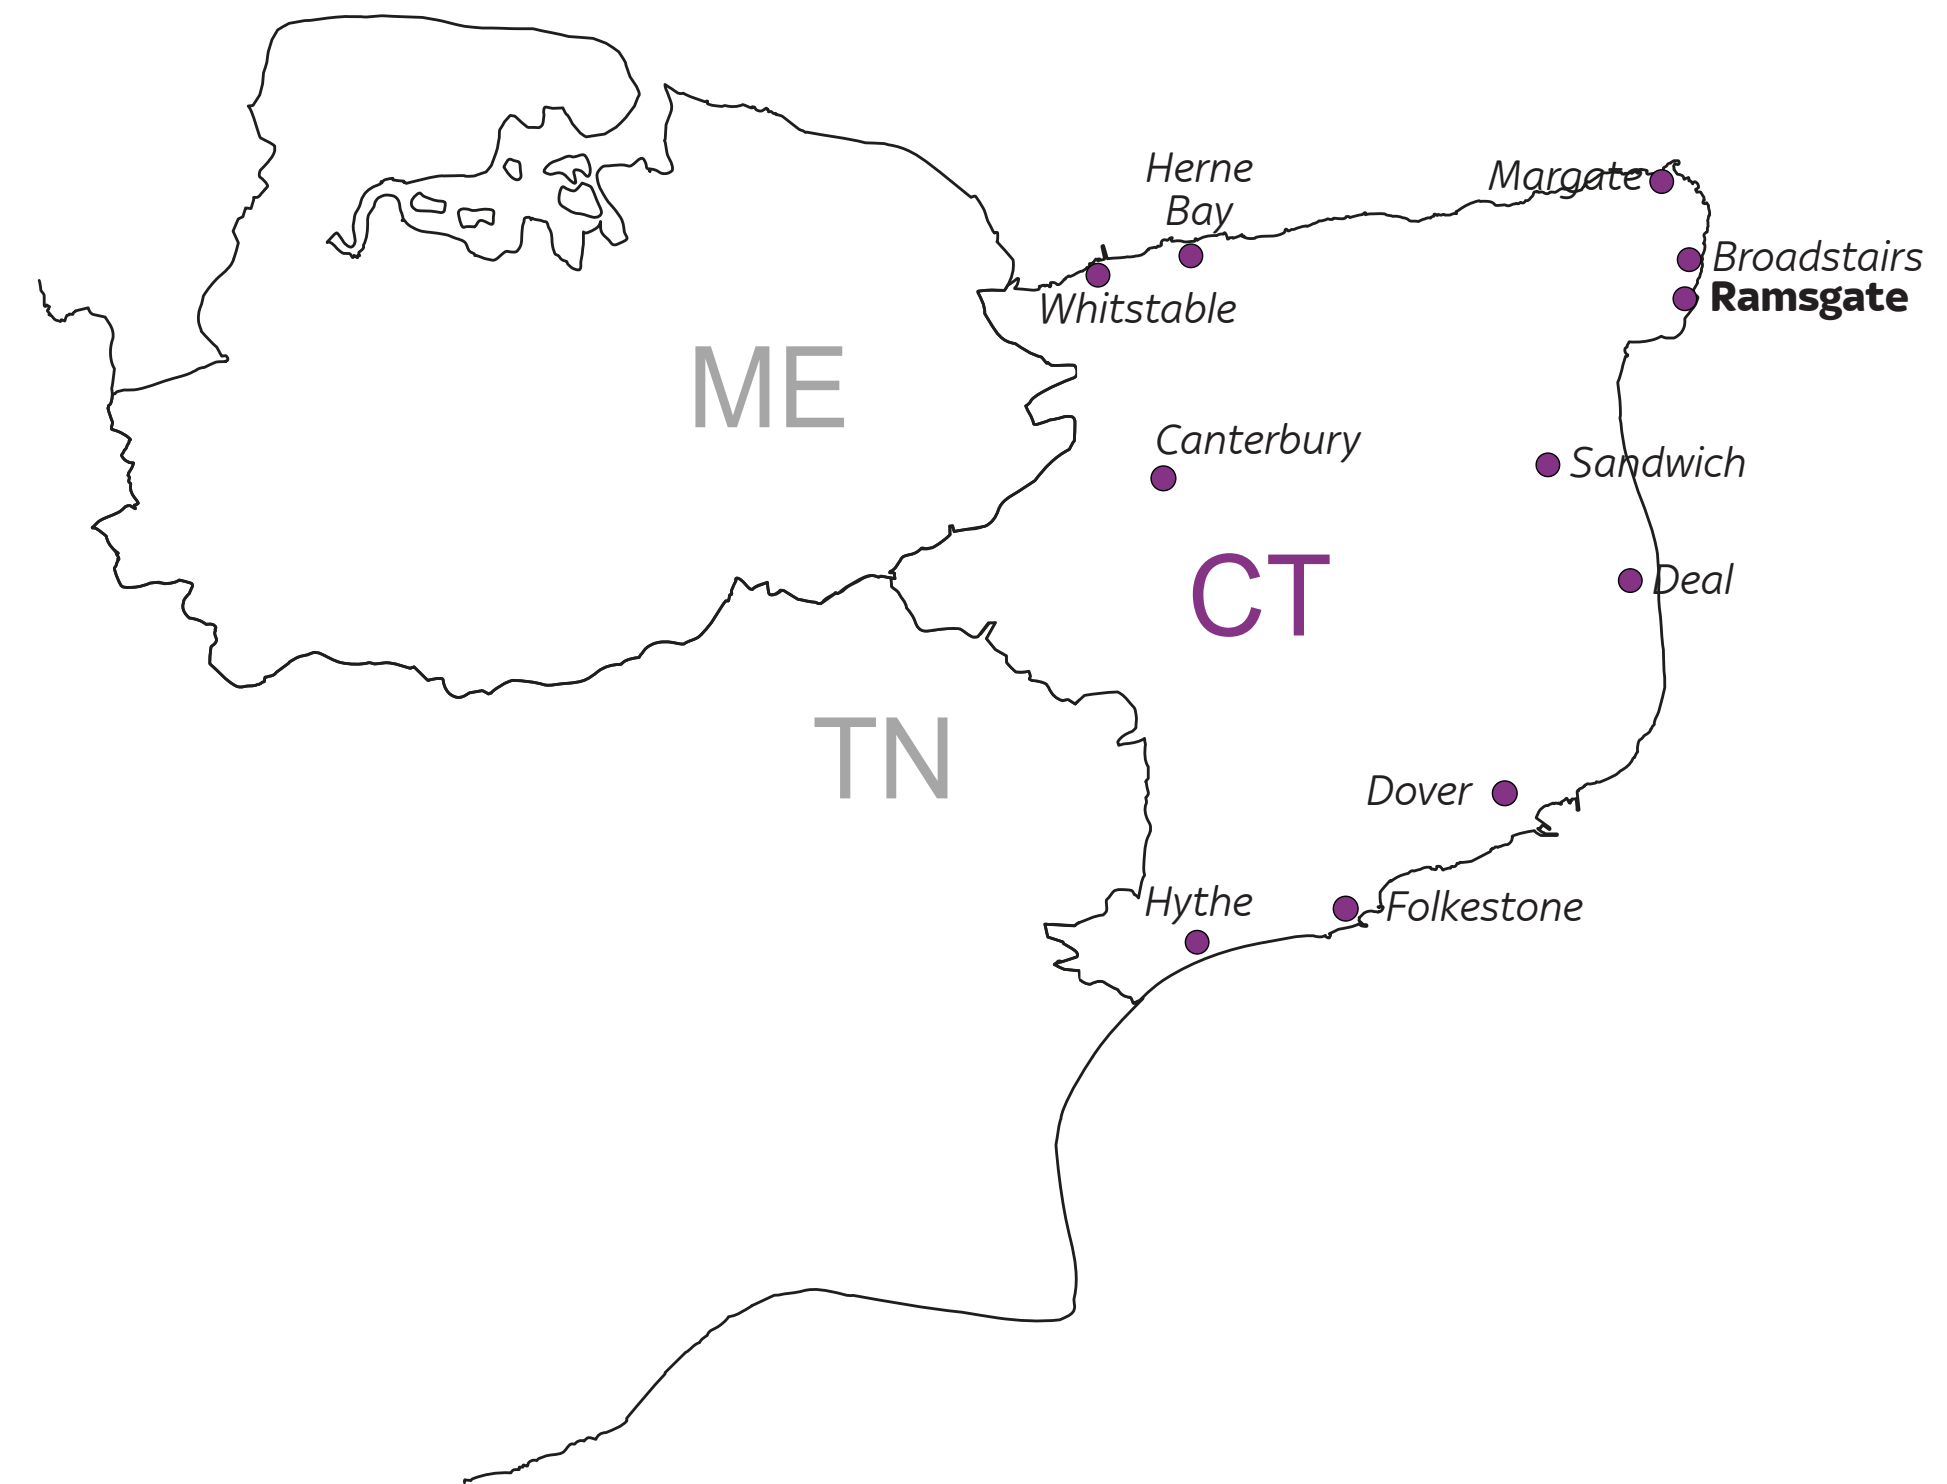 Herne
Bay
Margate
Broadstairs
Ramsgate
Whitstable
ME
Canterbury
Sandwich
CT
Deal
TN
Dover
Hythe
Folkestone